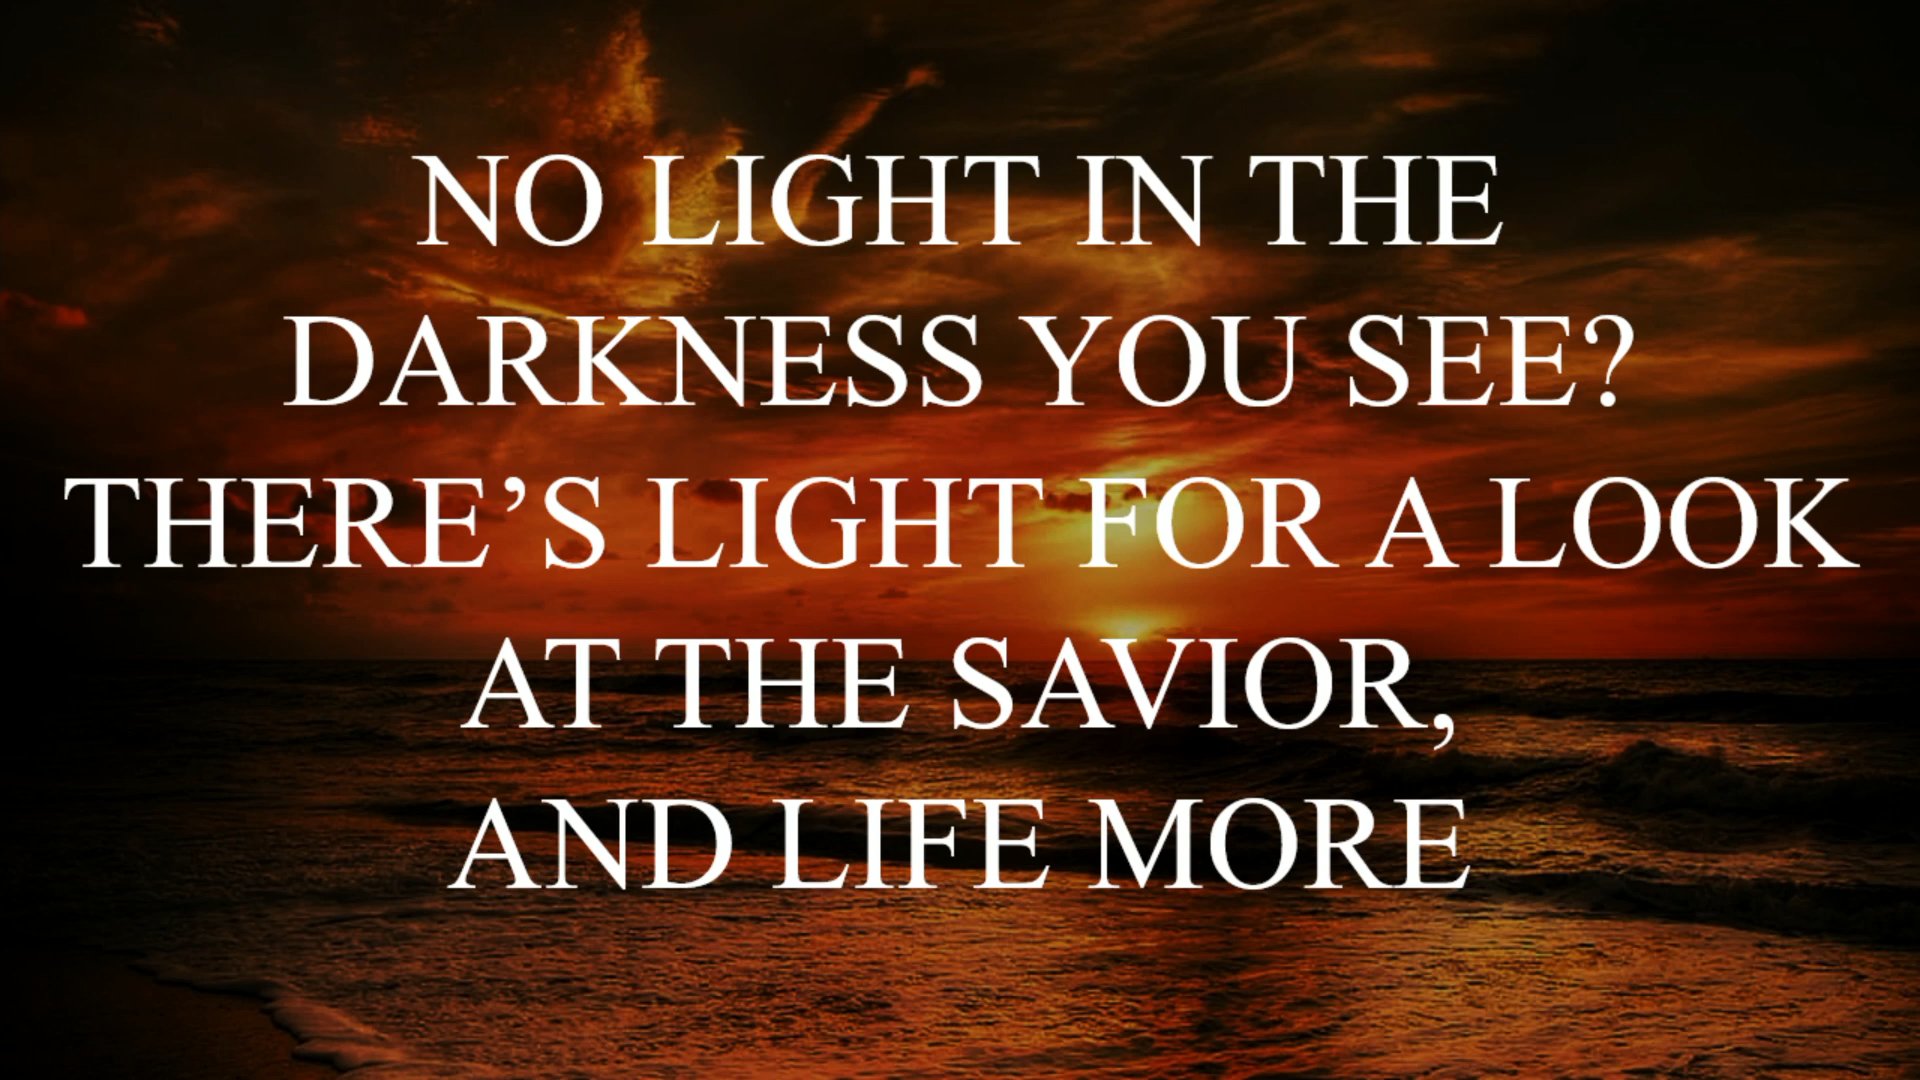 NO LIGHT IN THE
DARKNESS YOU SEE?
THERE’S LIGHT FOR A LOOK
AT THE SAVIOR,
AND LIFE MORE